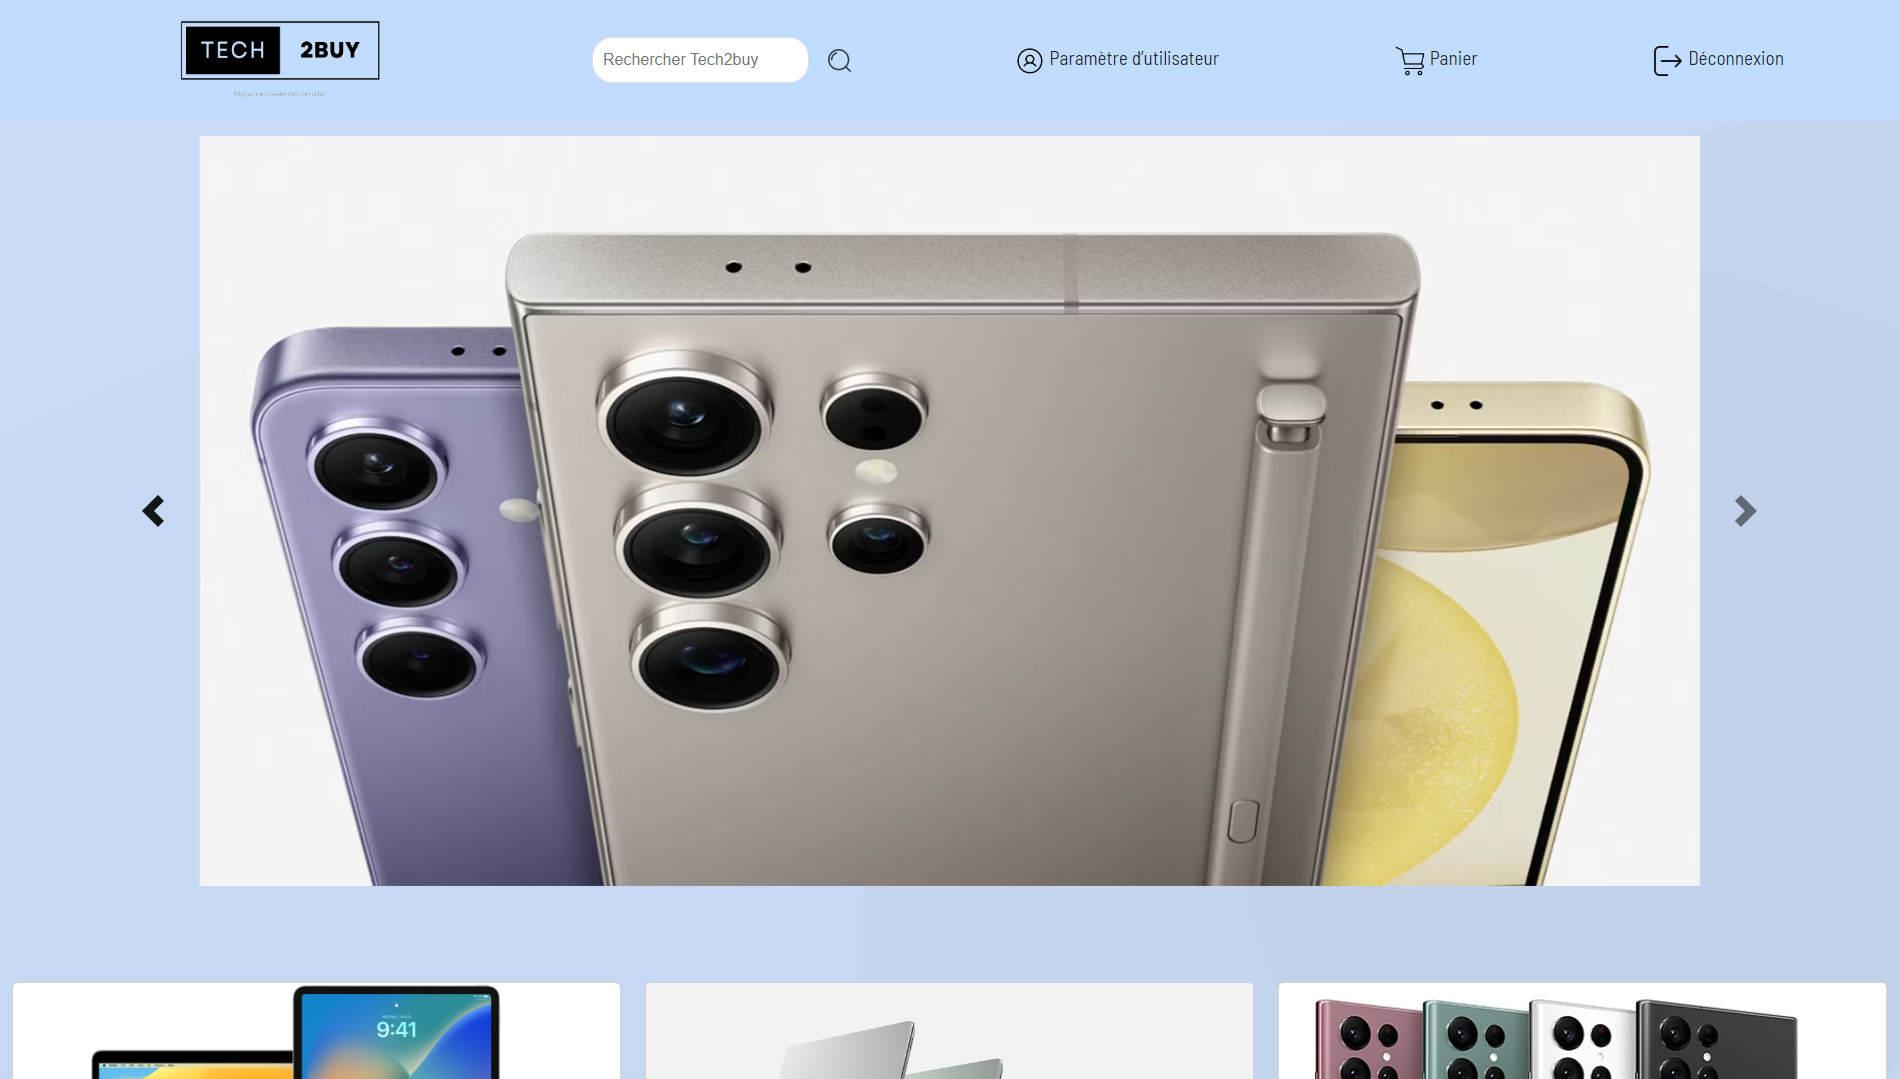 TECH 2BUY
Rechercher Tech2buy
Paramètre d'utilisateur
Panier
Déconnexion
9:41